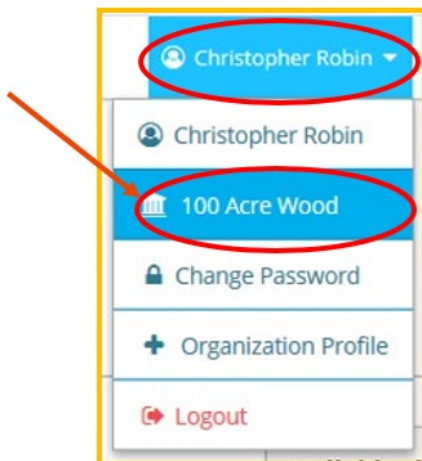 Christopher Robin
Christopher Robin
100 Acre Wood
Change Password
Organization Profile
Logout